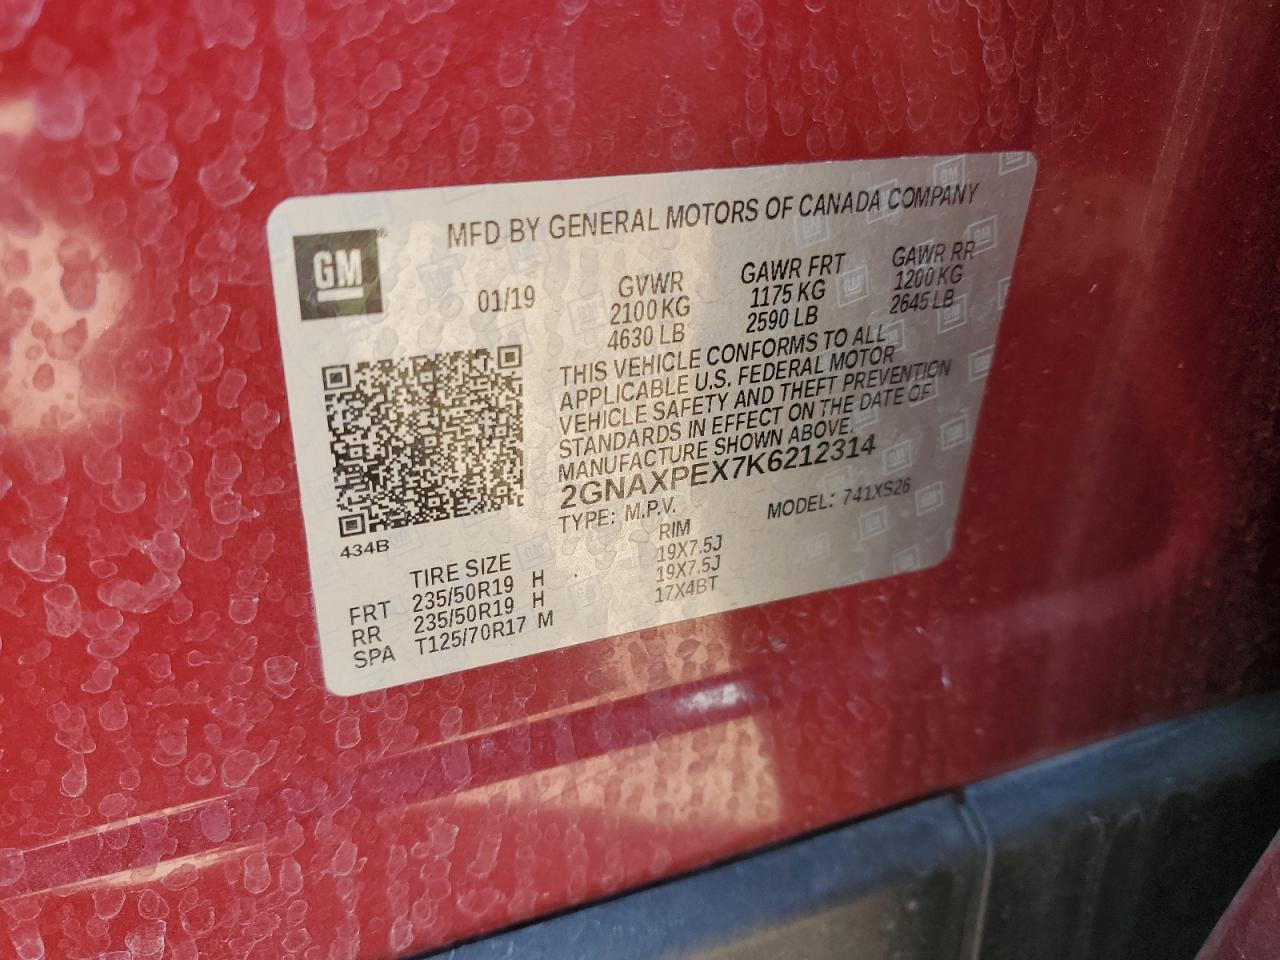 MFD BY GENERAL MOTORS OF CANADA COMPANY
GM
01/19
GVWR
2100 KG
4630 LB
GAWR FRT
1175 KG
2590 LB
GAWR RR
1200 KG
2645 LB
THIS VEHICLE CONFORMS TO ALL
APPLICABLE U.S. FEDERAL MOTOR
VEHICLE SAFETY AND THEFT PREVENTION
STANDARDS IN EFFECT ON THE DATE OF
MANUFACTURE SHOWN ABOVE.
2GNAXPEX7K6212314
TYPE: M.P.V.
MODEL: 741XS26
434B
TIRE SIZE RIM
FRT 235/50R19 H 19X7.5J
RR 235/50R19 H 19X7.5J
SPA T125/70R17 M 17X4BT